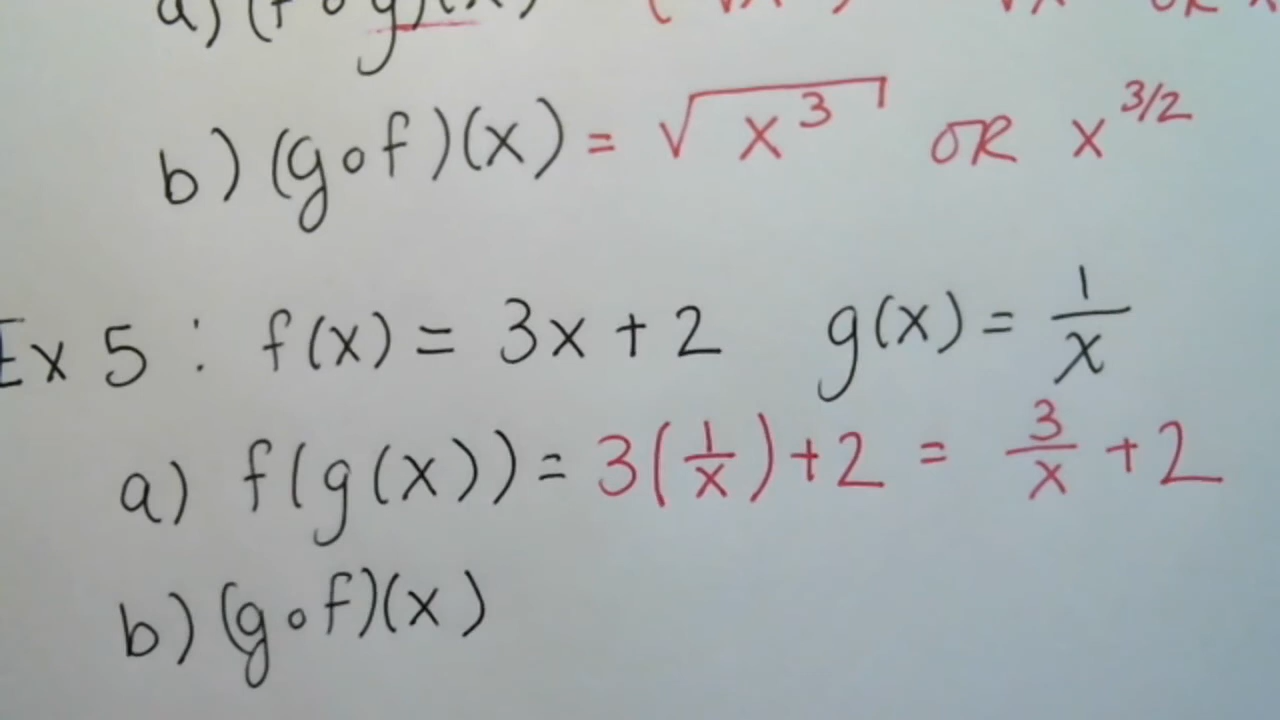 a) (f∘g)(x)
b) (g∘f)(x) = √x³ OR x^3/2
Ex 5 : f(x) = 3x + 2 g(x) = 1/x
a) f(g(x)) = 3(1/x) + 2 = 3/x + 2
b) (g∘f)(x)